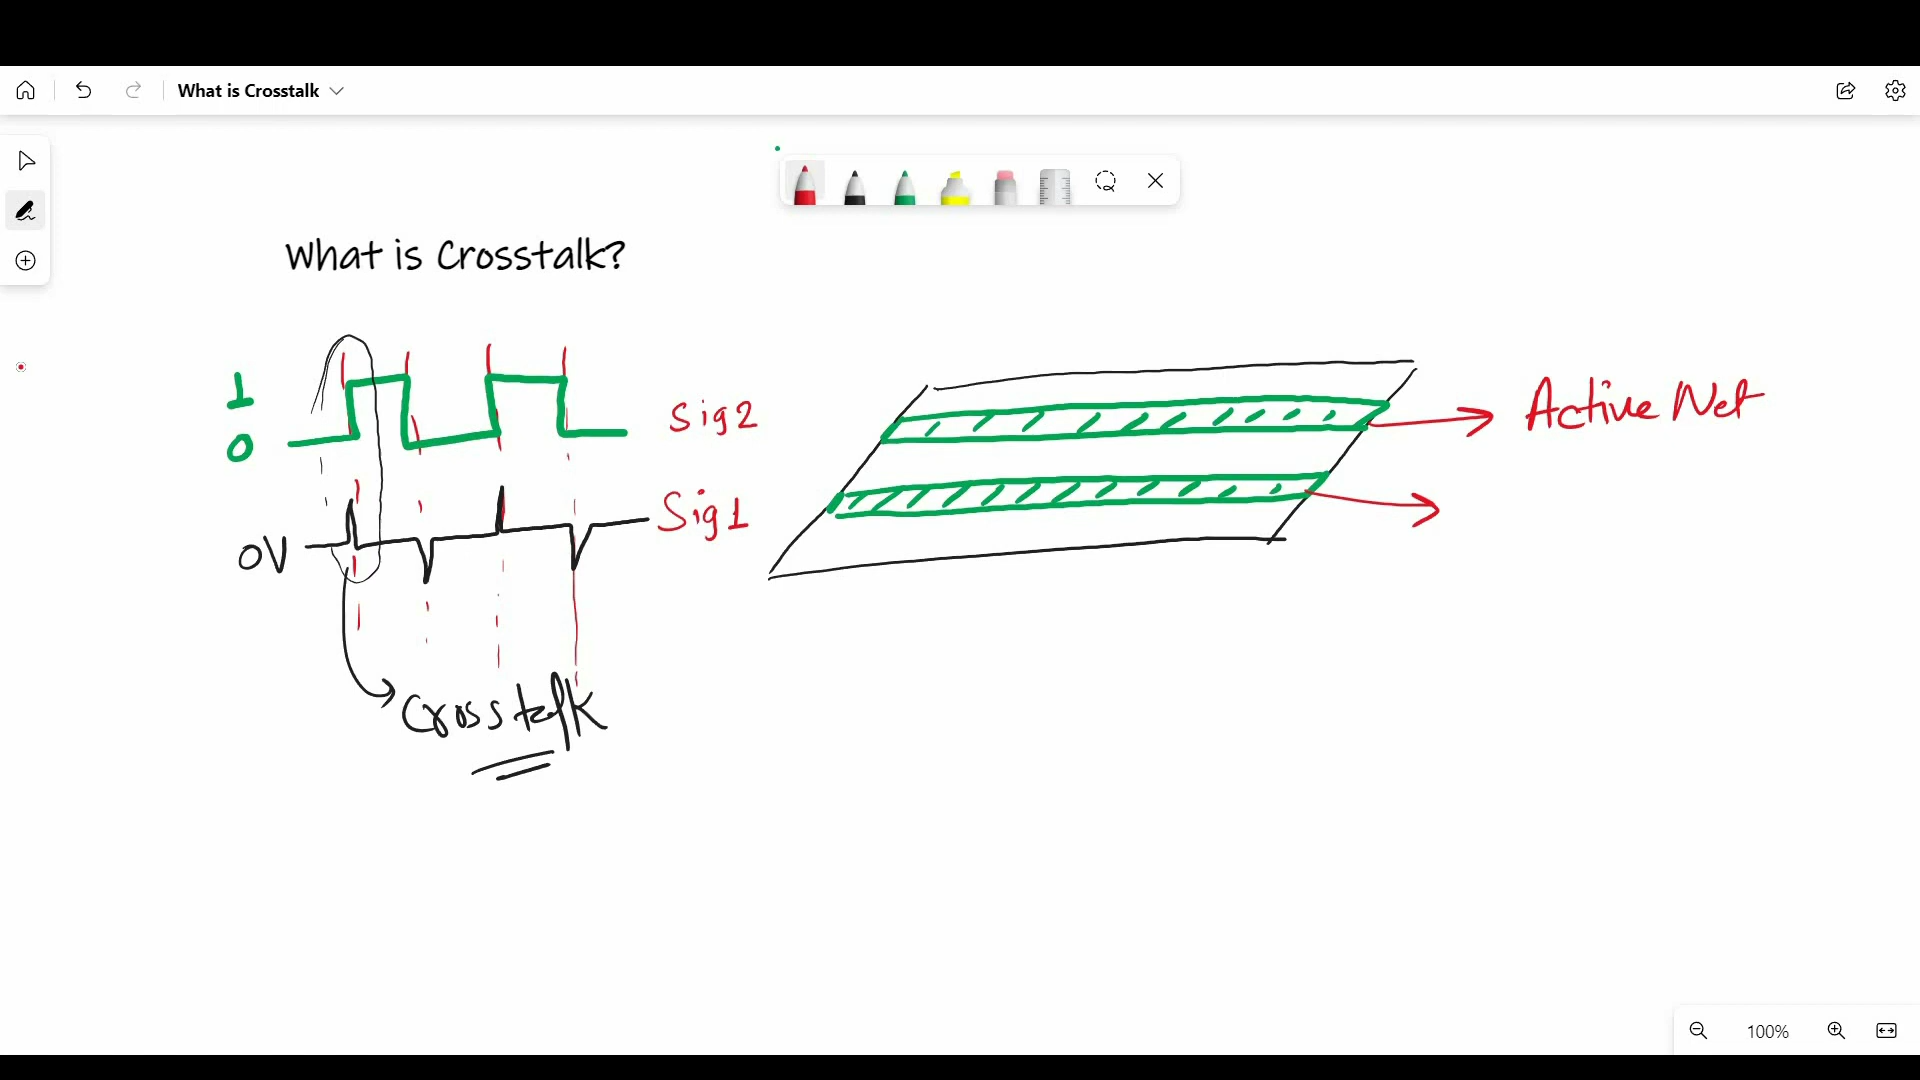 What is Crosstalk
What is Crosstalk?
1
0
Sig2
Active Net
0V
Sig1
Crosstalk
100%